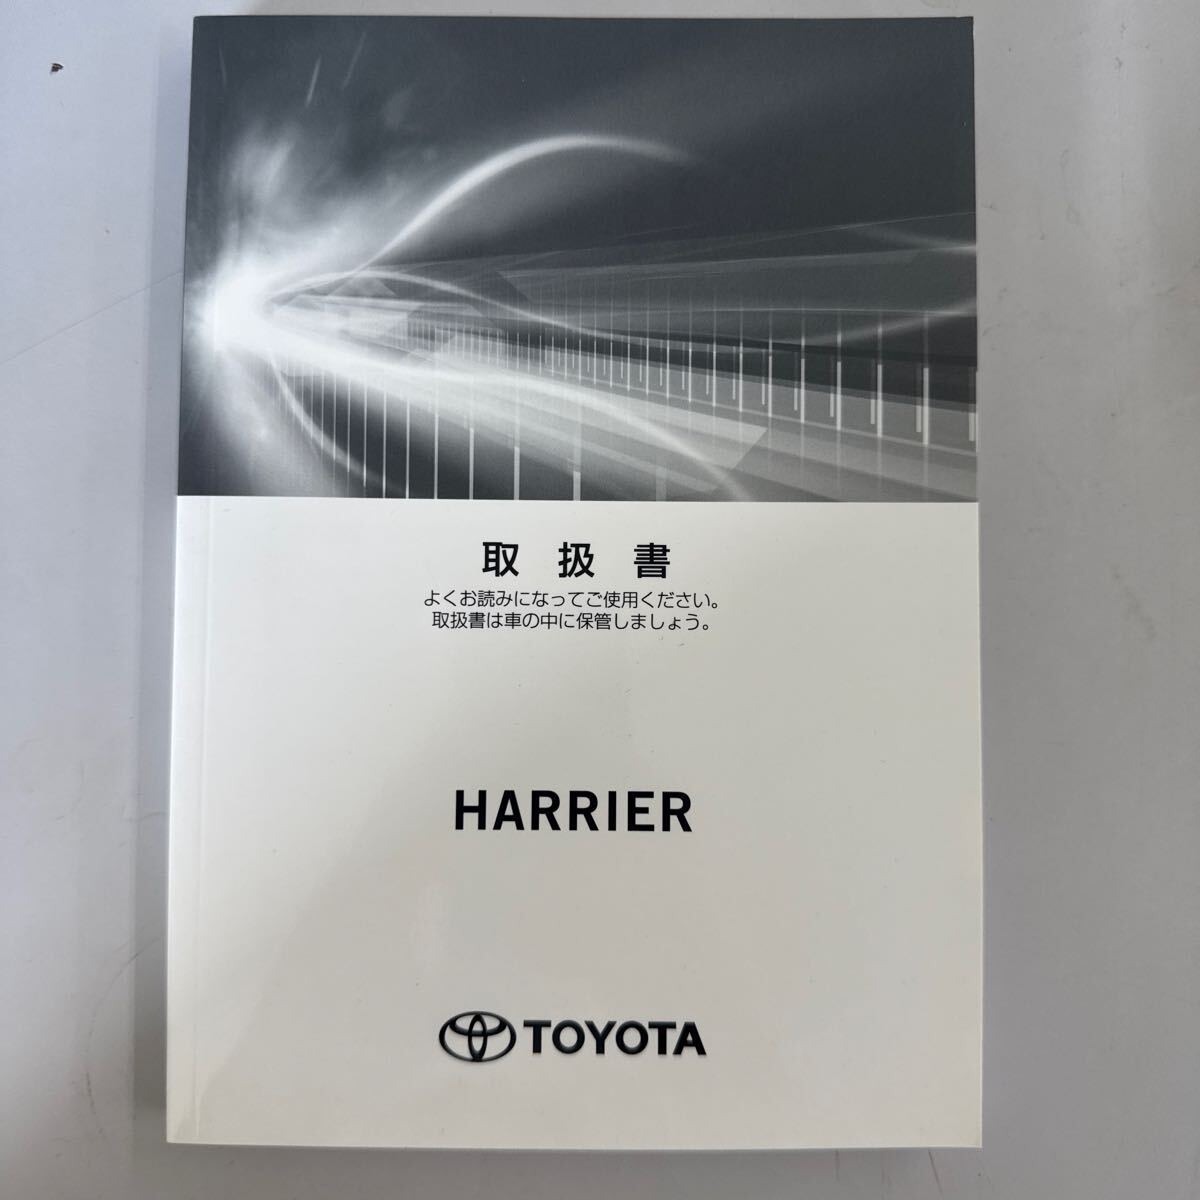 取扱書
よくお読みになってご使用ください。
取扱書は車の中に保管しましょう。
HARRIER
TOYOTA